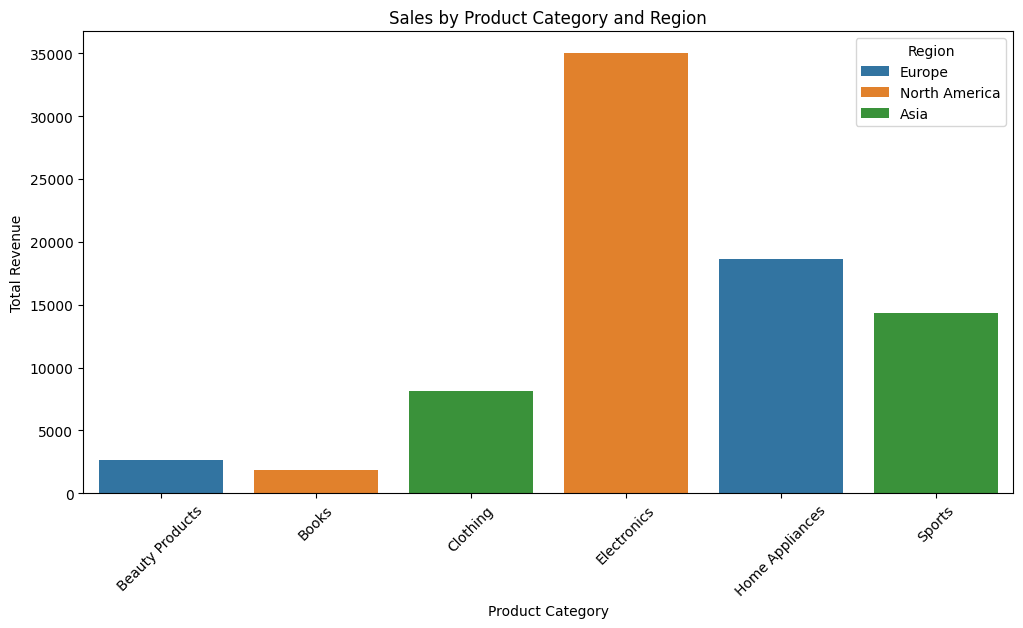 Sales by Product Category and Region
Region
Europe
North America
Asia
Total Revenue
35000
30000
25000
20000
15000
10000
5000
0
Beauty Products
Books
Clothing
Electronics
Home Appliances
Sports
Product Category